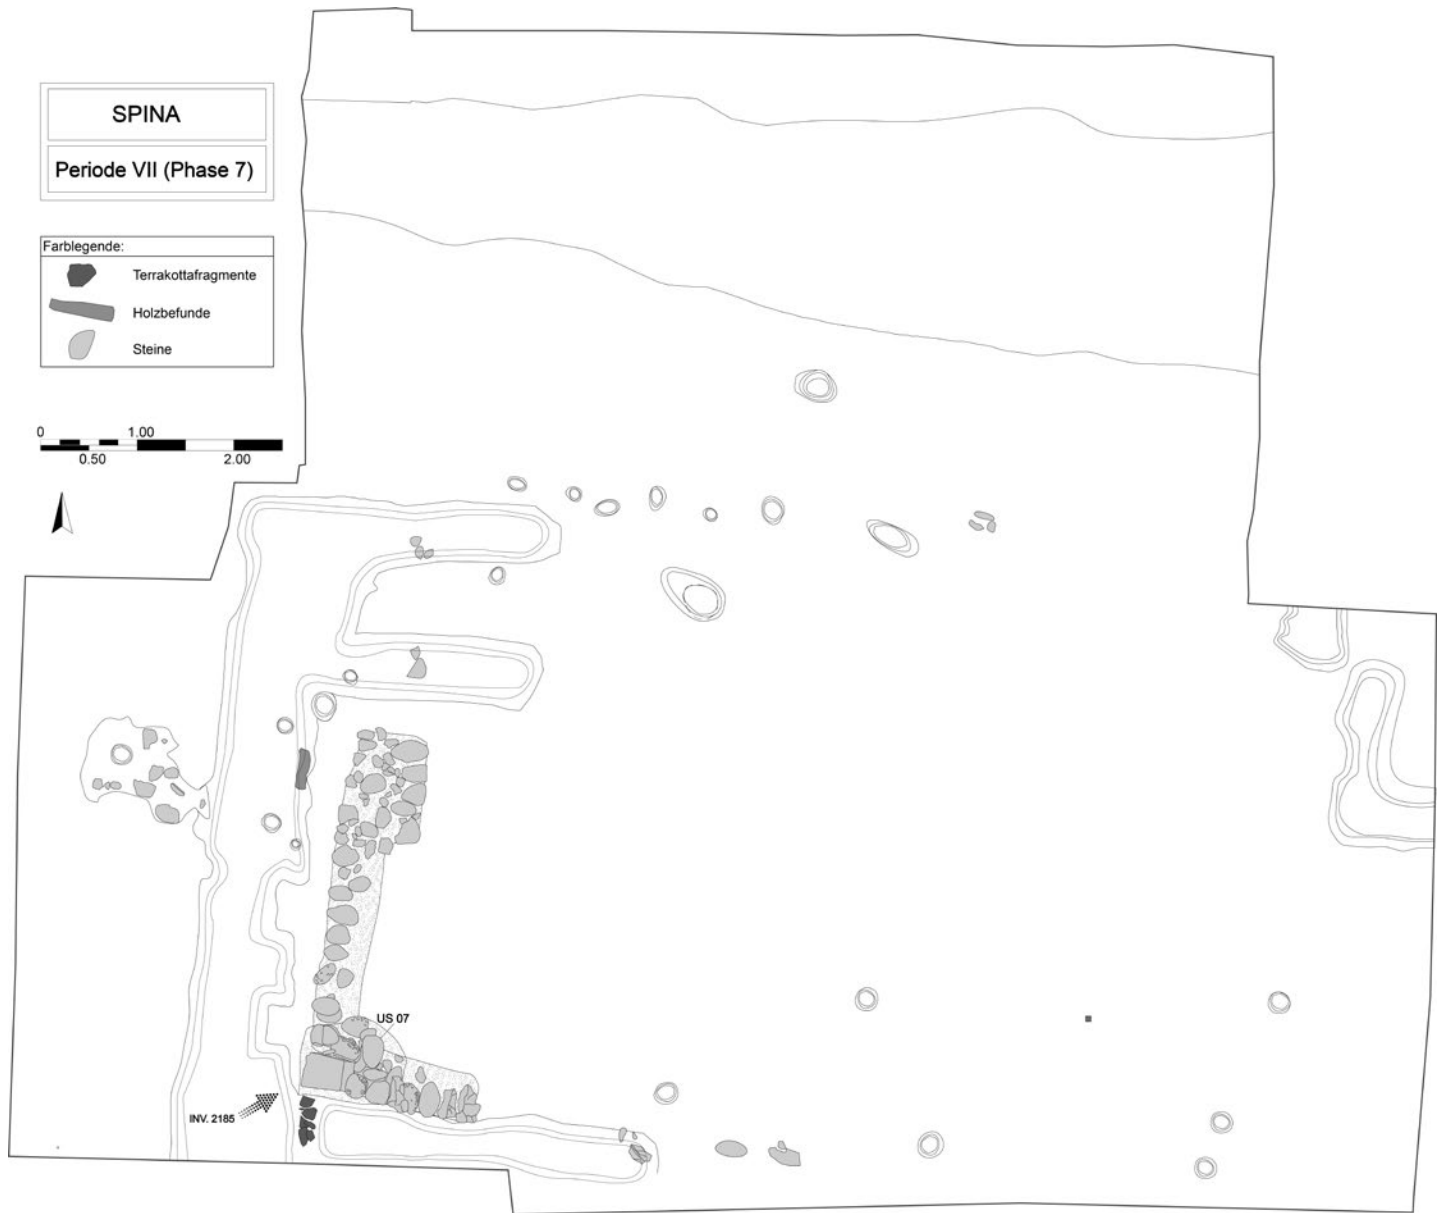 SPINA
Periode VII (Phase 7)
Farblegende:
Terrakottafragmente
Holzbefunde
Steine
0 1.00
0.50 2.00
US 07
INV. 2185